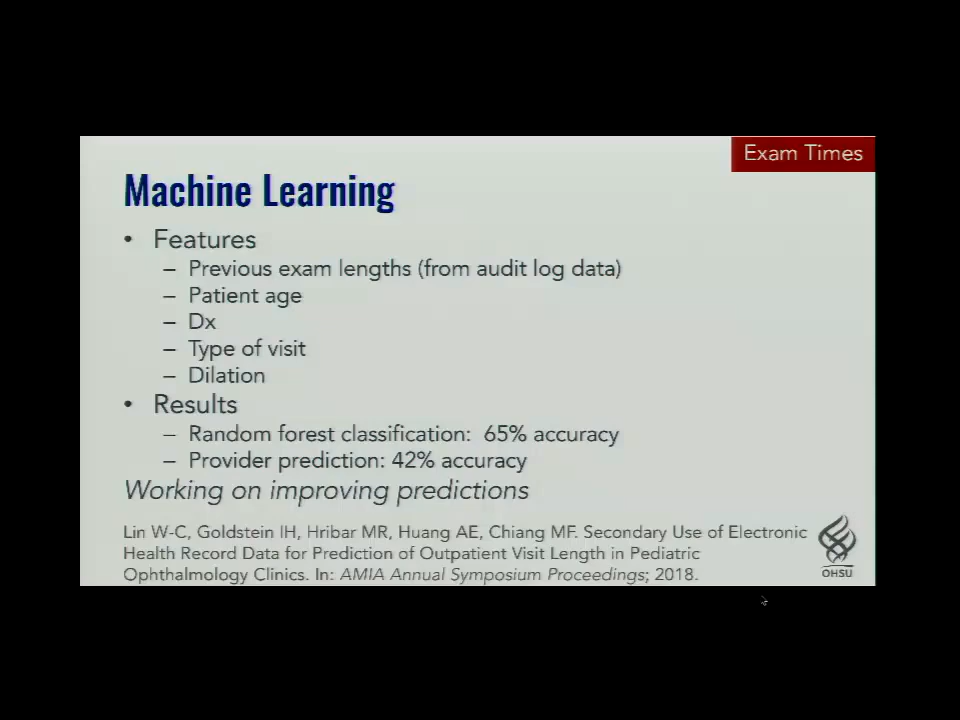 Exam Times
Machine Learning
• Features
– Previous exam lengths (from audit log data)
– Patient age
– Dx
– Type of visit
– Dilation
• Results
– Random forest classification:  65% accuracy
– Provider prediction: 42% accuracy
Working on improving predictions
Lin W-C, Goldstein IH, Hribar MR, Huang AE, Chiang MF. Secondary Use of Electronic
Health Record Data for Prediction of Outpatient Visit Length in Pediatric
Ophthalmology Clinics. In: AMIA Annual Symposium Proceedings; 2018.
OHSU